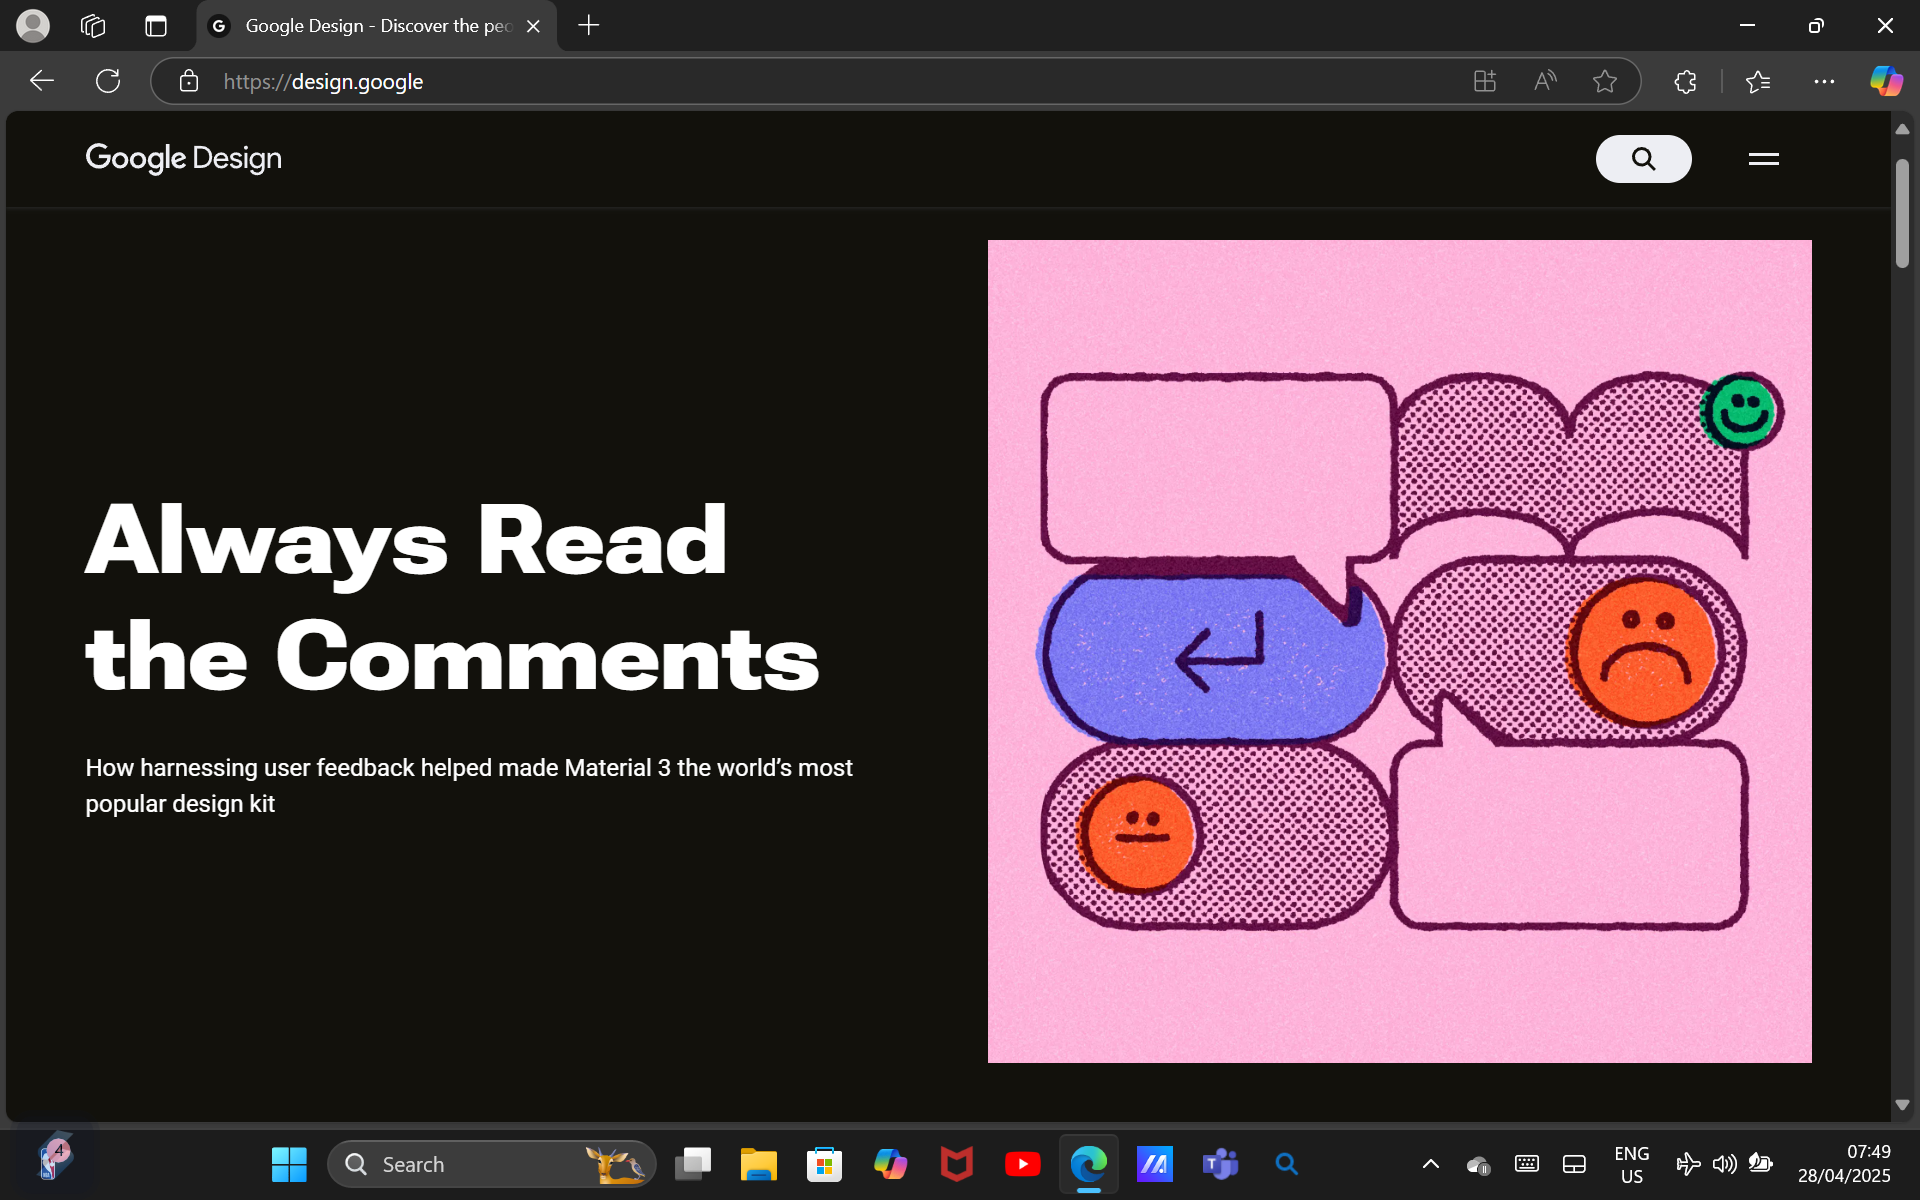 Google Design - Discover the peo
https://design.google
Google Design
Always Read
the Comments
How harnessing user feedback helped made Material 3 the world’s most
popular design kit
4
Search
ENG
US
07:49
28/04/2025